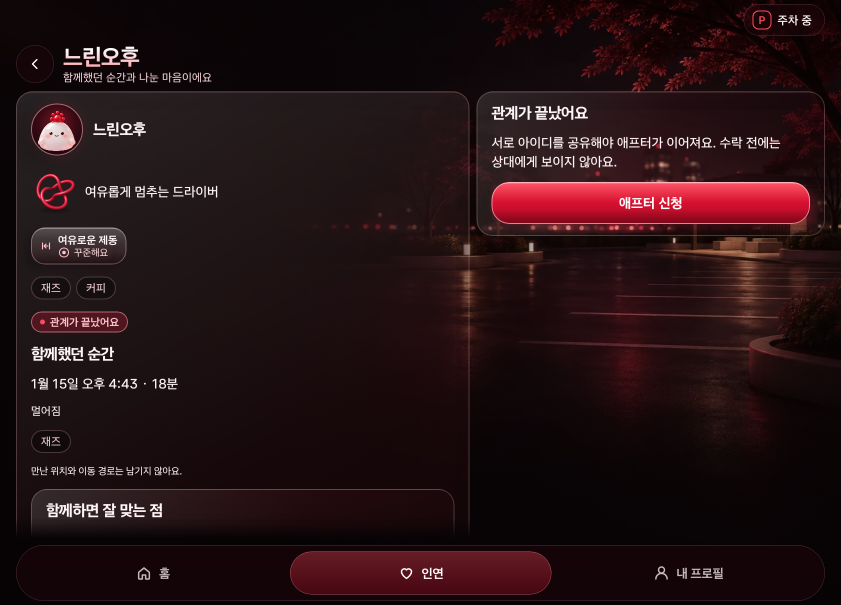 P 주차 중
느린오후
함께했던 순간과 나눈 마음이에요
느린오후
여유롭게 멈추는 드라이버
여유로운 제동
꾸준해요
재즈 커피
관계가 끝났어요
함께했던 순간
1월 15일 오후 4:43 · 18분
멀어짐
재즈
만난 위치와 이동 경로는 남기지 않아요.
함께하면 잘 맞는 점
관계가 끝났어요
서로 아이디를 공유해야 애프터가 이어져요. 수락 전에는
상대에게 보이지 않아요.
애프터 신청
홈 인연 내 프로필